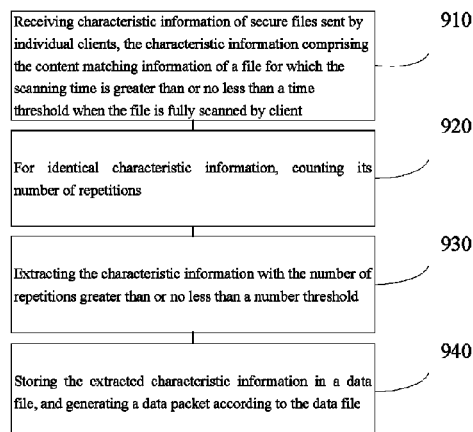 Receiving characteristic information of secure files sent by
individual clients, the characteristic information comprising
the content matching information of a file for which the
scanning time is greater than or no less than a time
threshold when the file is fully scanned by client
910
For identical characteristic information, counting its
number of repetitions
920
Extracting the characteristic information with the number of
repetitions greater than or no less than a number threshold
930
Storing the extracted characteristic information in a data
file, and generating a data packet according to the data file
940